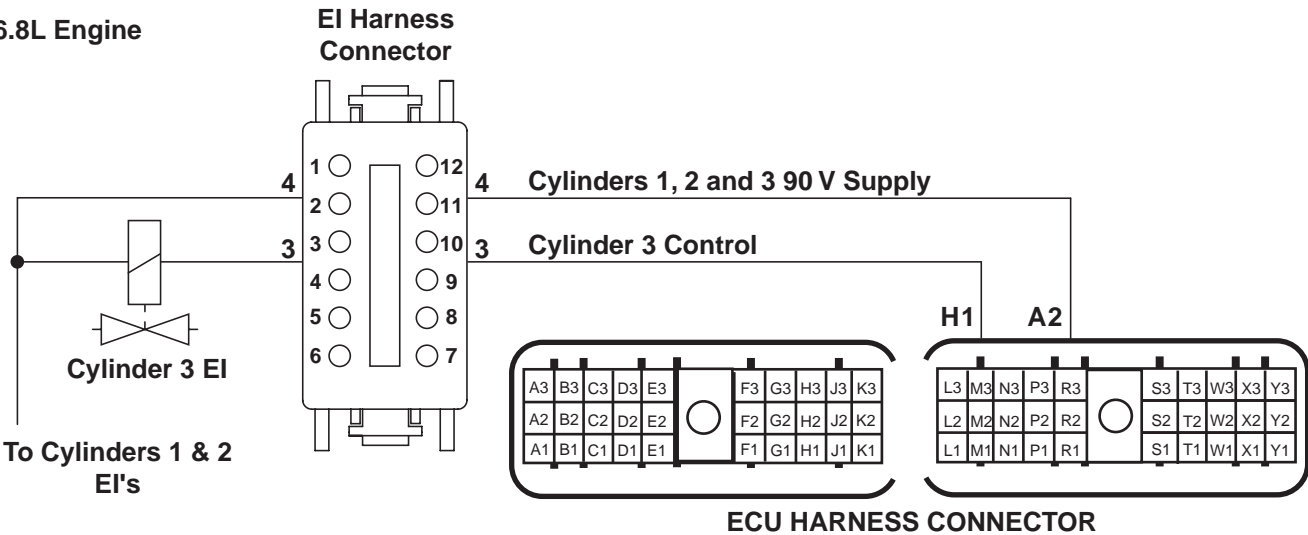 6.8L Engine
EI Harness
Connector
1 12
2 11
3 10
4 9
5 8
6 7
4
3
4 Cylinders 1, 2 and 3 90 V Supply
3 Cylinder 3 Control
Cylinder 3 EI
To Cylinders 1 & 2
EI's
H1 A2
A3 B3 C3 D3 E3 F3 G3 H3 J3 K3
A2 B2 C2 D2 E2 F2 G2 H2 J2 K2
A1 B1 C1 D1 E1 F1 G1 H1 J1 K1
L3 M3 N3 P3 R3 S3 T3 W3 X3 Y3
L2 M2 N2 P2 R2 S2 T2 W2 X2 Y2
L1 M1 N1 P1 R1 S1 T1 W1 X1 Y1
ECU HARNESS CONNECTOR